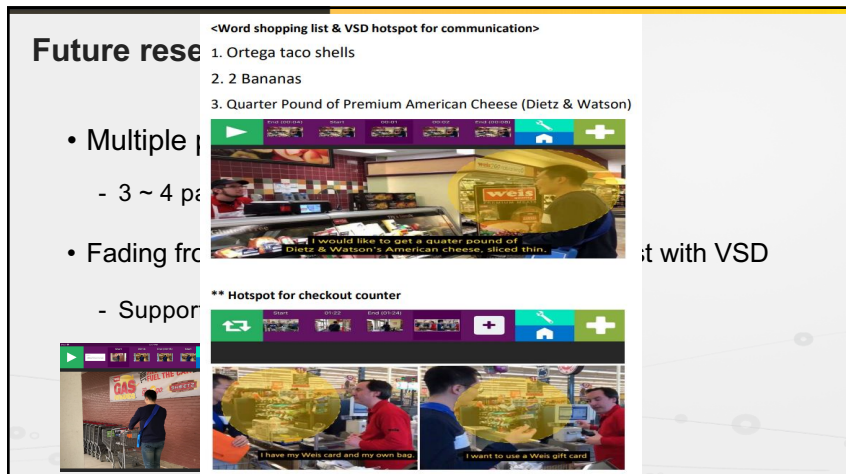 Future rese
• Multiple p
- 3 ~ 4 pa
• Fading fro
st with VSD
- Suppor
<Word shopping list & VSD hotspot for communication>
1. Ortega taco shells
2. 2 Bananas
3. Quarter Pound of Premium American Cheese (Dietz & Watson)
End (00:04) Start 00:01 00:02 End (00:08)
weis
I would like to get a quater pound of
Dietz & Watson's American cheese, sliced thin.
** Hotspot for checkout counter
Start 01:22 End (01:24)
I have my Weis card and my own bag.
I want to use a Weis gift card
GAS
FUEL THE
SHEETZ